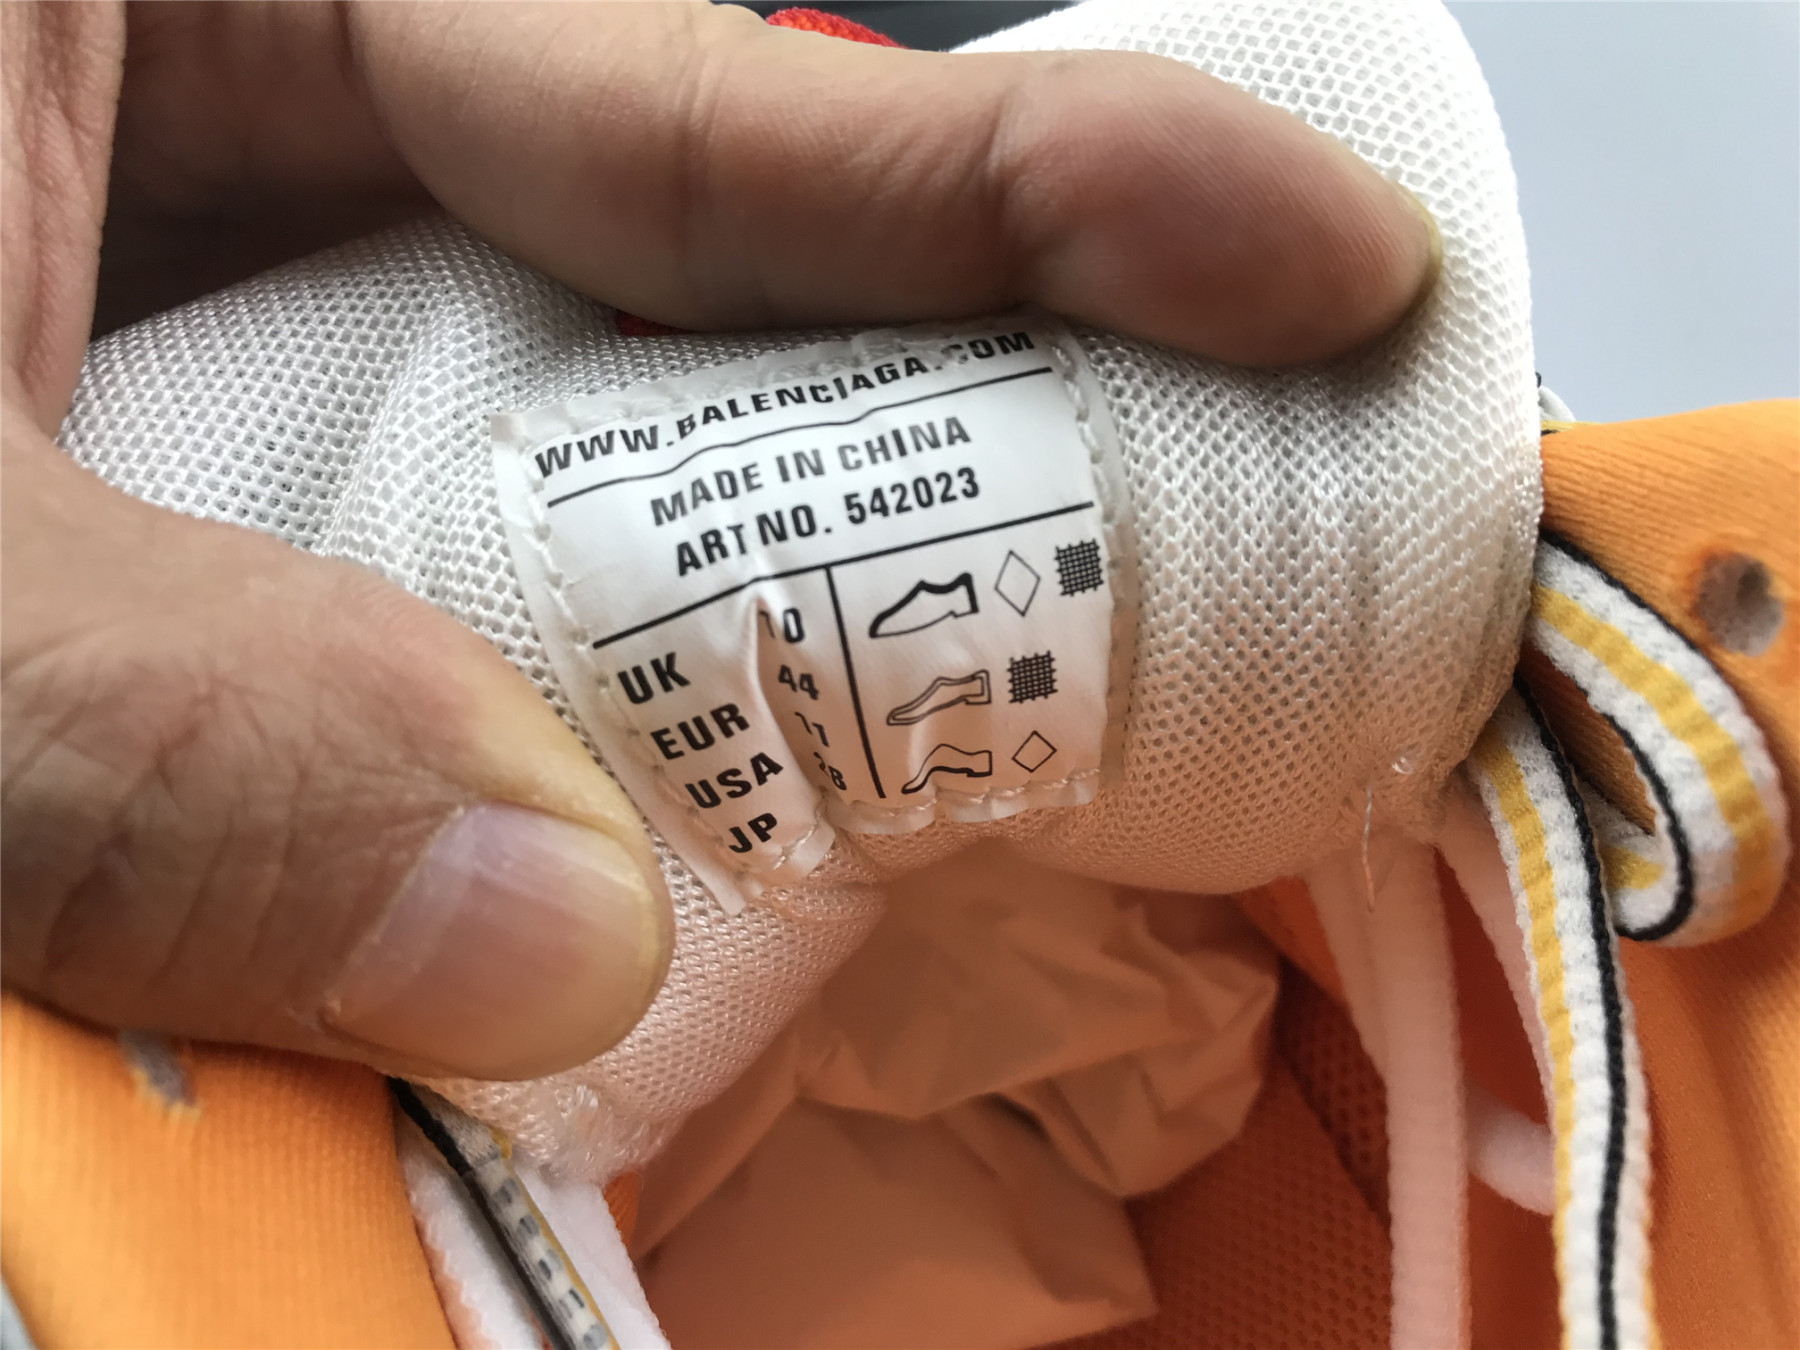 WWW.BALENCIAGA.COM
MADE IN CHINA
ART NO. 542023
UK 10
EUR 44
USA 11
JP 28